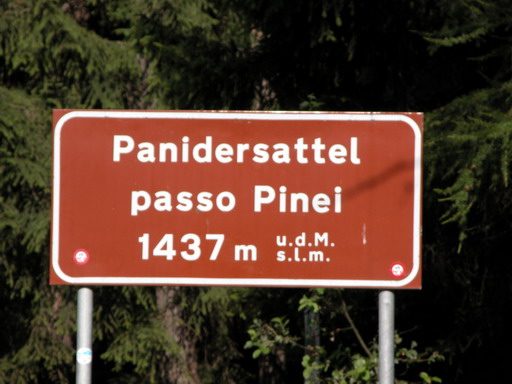 Panidersattel
passo Pinei
1437 m u.d.M.
s.l.m.